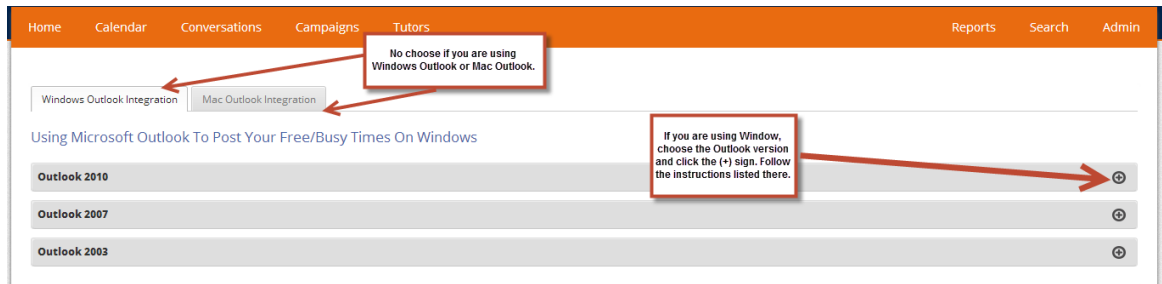 Home Calendar Conversations Campaigns Tutors Reports Search Admin
No choose if you are using
Windows Outlook or Mac Outlook.
Windows Outlook Integration Mac Outlook Integration
Using Microsoft Outlook To Post Your Free/Busy Times On Windows
If you are using Window,
choose the Outlook version
and click the (+) sign. Follow
the instructions listed there.
Outlook 2010
Outlook 2007
Outlook 2003